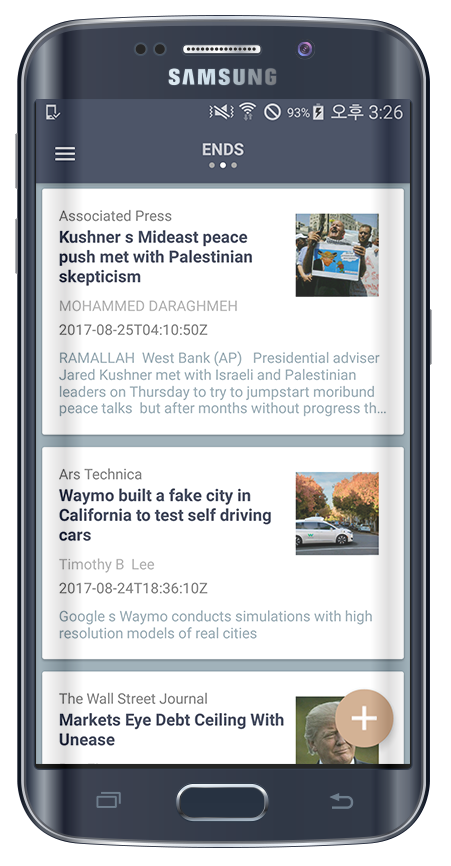 SAMSUNG
93% 오후 3:26
ENDS
Associated Press
Kushner s Mideast peace
push met with Palestinian
skepticism
MOHAMMED DARAGHMEH
2017-08-25T04:10:50Z
RAMALLAH West Bank (AP) Presidential adviser
Jared Kushner met with Israeli and Palestinian
leaders on Thursday to try to jumpstart moribund
peace talks but after months without progress th…
Ars Technica
Waymo built a fake city in
California to test self driving
cars
Timothy B Lee
2017-08-24T18:36:10Z
Google s Waymo conducts simulations with high
resolution models of real cities
The Wall Street Journal
Markets Eye Debt Ceiling With
Unease